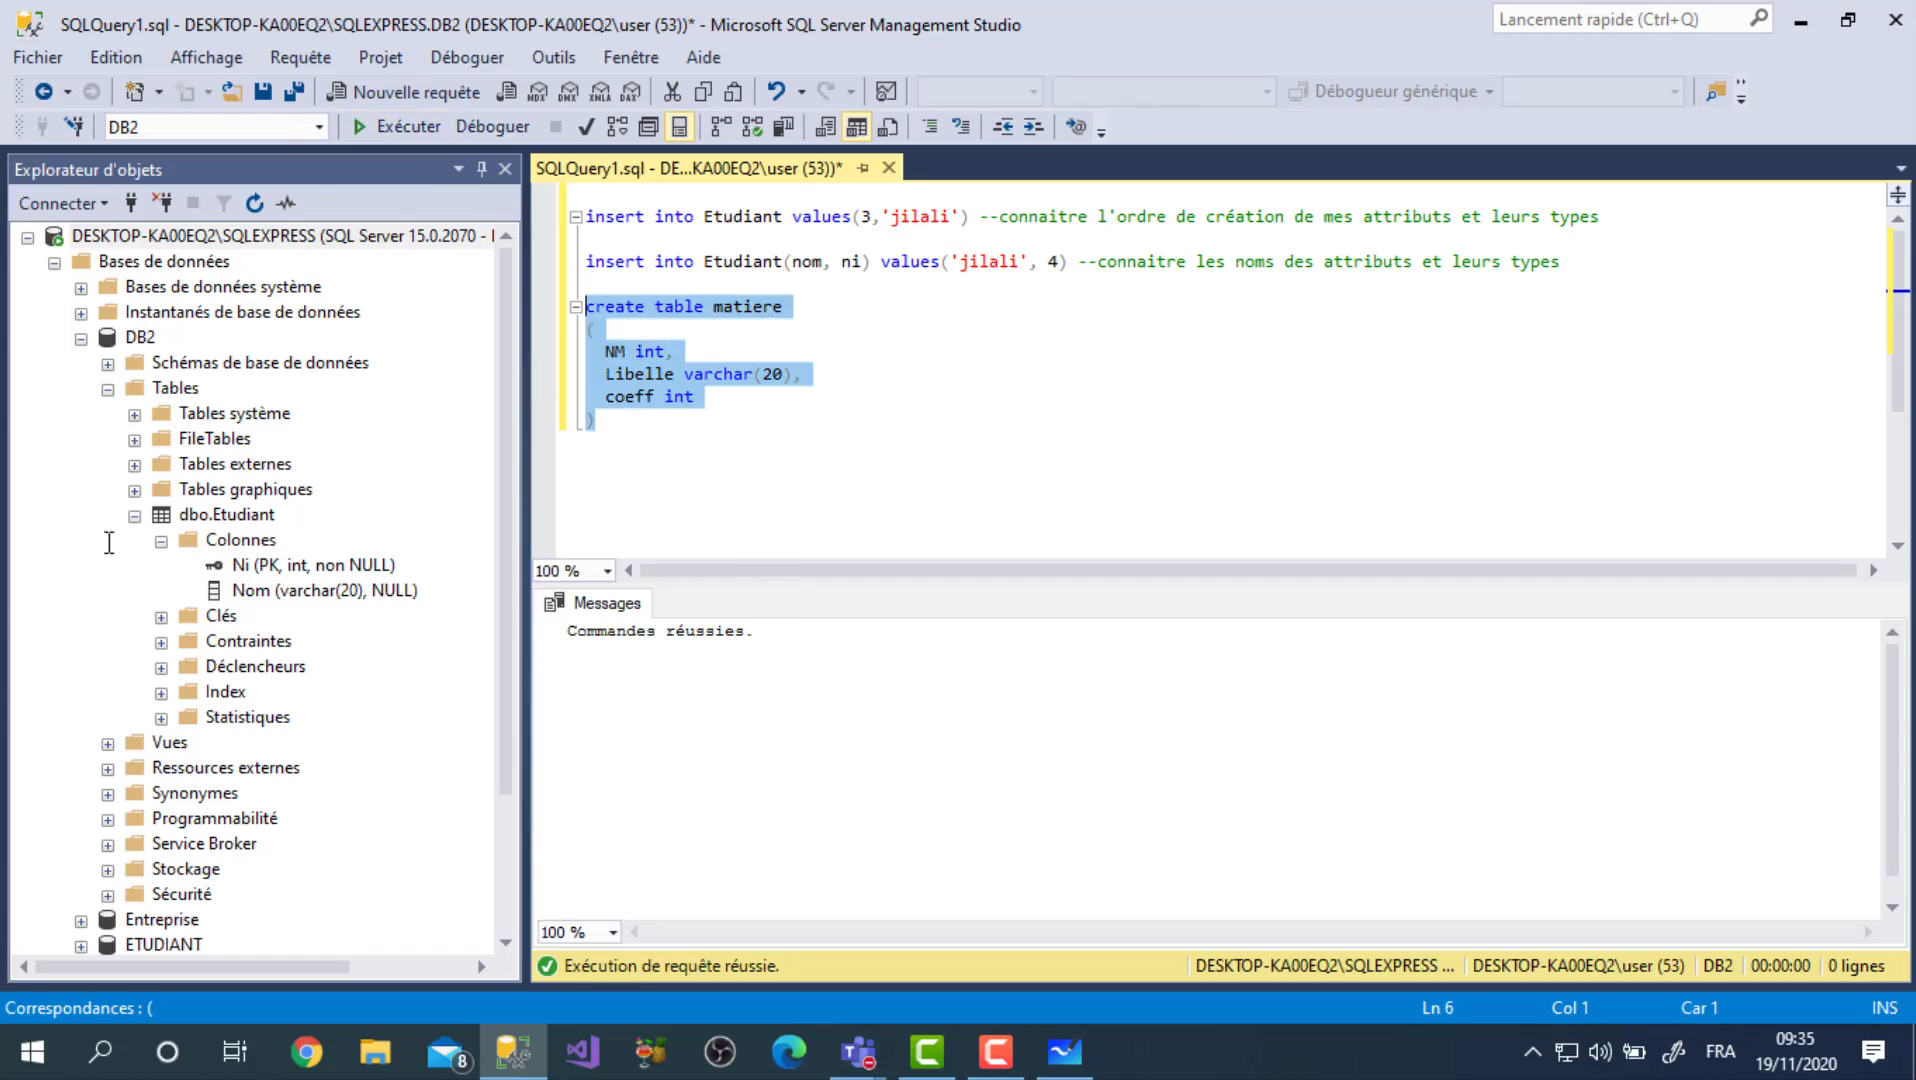 SQLQuery1.sql - DESKTOP-KA00EQ2\SQLEXPRESS.DB2 (DESKTOP-KA00EQ2\user (53))* - Microsoft SQL Server Management Studio
Lancement rapide (Ctrl+Q)
Fichier Edition Affichage Requête Projet Déboguer Outils Fenêtre Aide
Nouvelle requête MDX DMX XMLA DAX Débogueur générique
DB2 Exécuter Déboguer
Explorateur d'objets
Connecter
DESKTOP-KA00EQ2\SQLEXPRESS (SQL Server 15.0.2070 -
Bases de données
Bases de données système
Instantanés de base de données
DB2
Schémas de base de données
Tables
Tables système
FileTables
Tables externes
Tables graphiques
dbo.Etudiant
Colonnes
Ni (PK, int, non NULL)
Nom (varchar(20), NULL)
Clés
Contraintes
Déclencheurs
Index
Statistiques
Vues
Ressources externes
Synonymes
Programmabilité
Service Broker
Stockage
Sécurité
Entreprise
ETUDIANT
SQLQuery1.sql - DE...KA00EQ2\user (53))*
insert into Etudiant values(3,'jilali') --connaitre l'ordre de création de mes attributs et leurs types
insert into Etudiant(nom, ni) values('jilali', 4) --connaitre les noms des attributs et leurs types
create table matiere
(
NM int,
Libelle varchar(20),
coeff int
)
100 %
Messages
Commandes réussies.
100 %
Exécution de requête réussie. DESKTOP-KA00EQ2\SQLEXPRESS ... DESKTOP-KA00EQ2\user (53) DB2 00:00:00 0 lignes
Correspondances : ( Ln 6 Col 1 Car 1 INS
8 FRA 09:35
19/11/2020